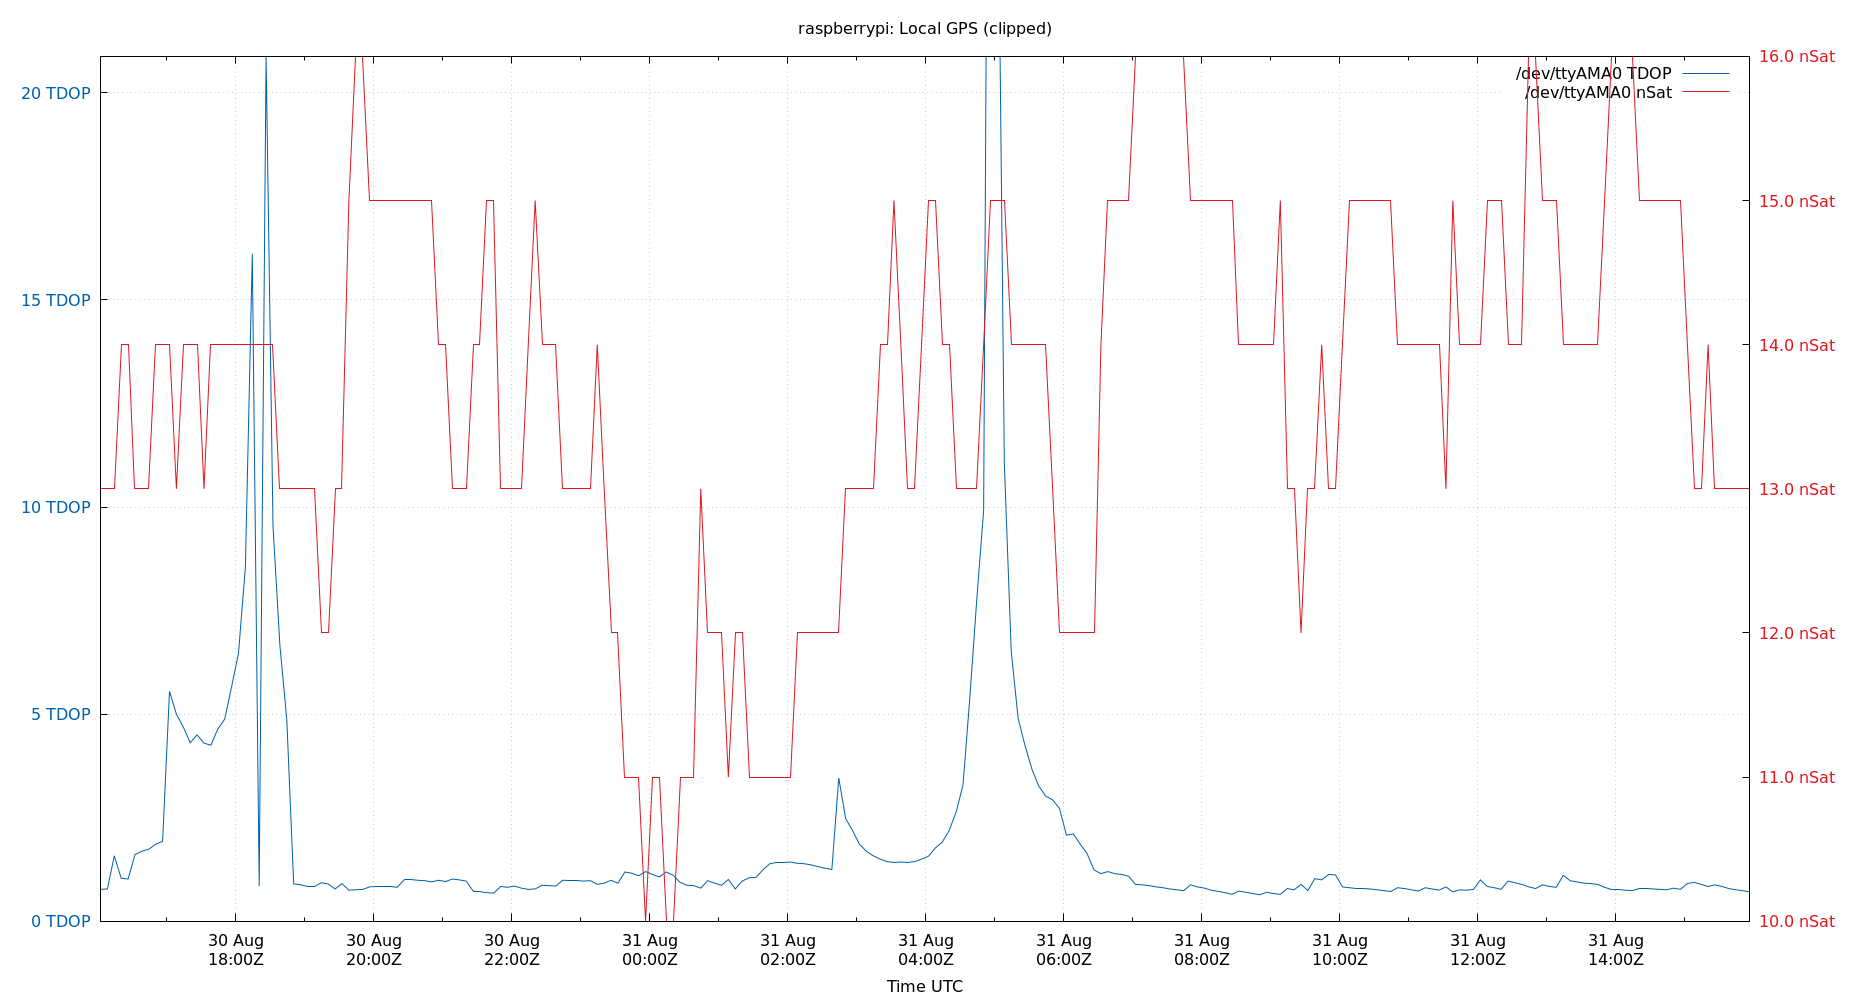 raspberrypi: Local GPS (clipped)
/dev/ttyAMA0 TDOP
/dev/ttyAMA0 nSat
20 TDOP
15 TDOP
10 TDOP
5 TDOP
0 TDOP
16.0 nSat
15.0 nSat
14.0 nSat
13.0 nSat
12.0 nSat
11.0 nSat
10.0 nSat
30 Aug
18:00Z
30 Aug
20:00Z
30 Aug
22:00Z
31 Aug
00:00Z
31 Aug
02:00Z
31 Aug
04:00Z
31 Aug
06:00Z
31 Aug
08:00Z
31 Aug
10:00Z
31 Aug
12:00Z
31 Aug
14:00Z
Time UTC